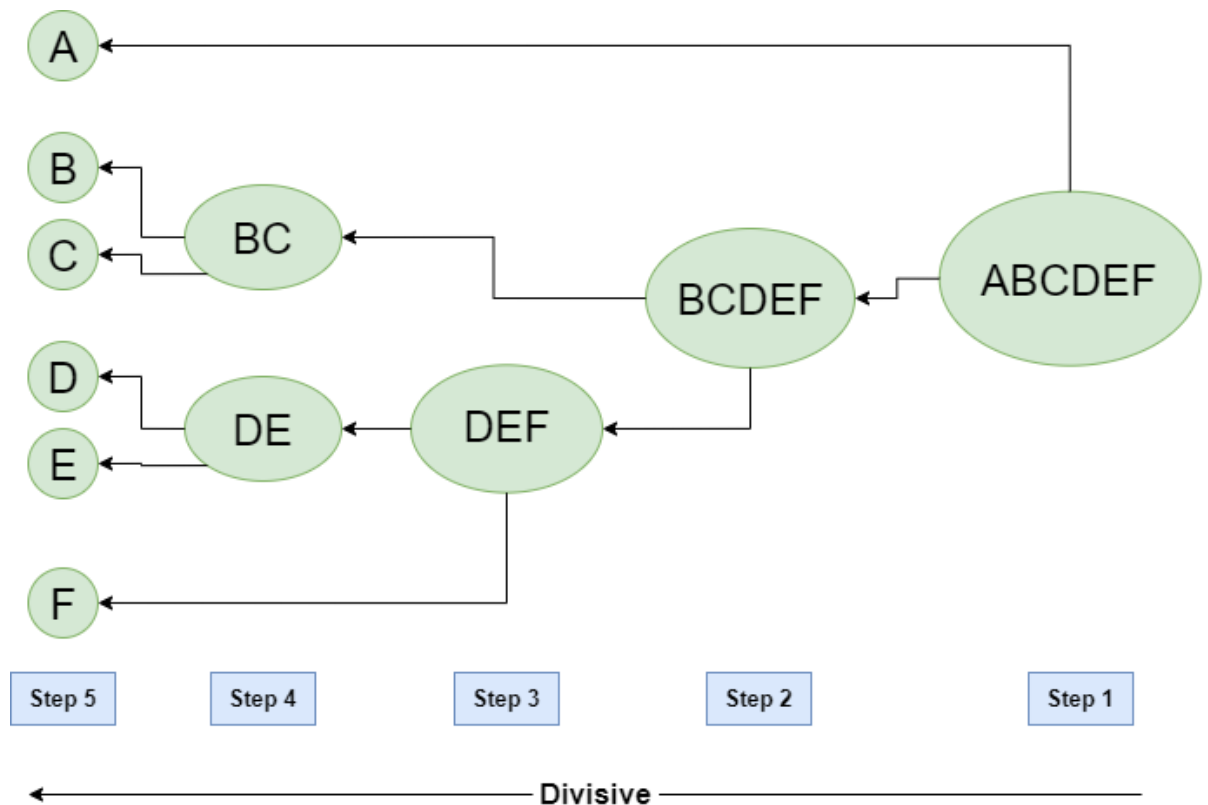 A
B
C
BC
BCDEF
ABCDEF
D
E
DE
DEF
F
Step 5
Step 4
Step 3
Step 2
Step 1
Divisive